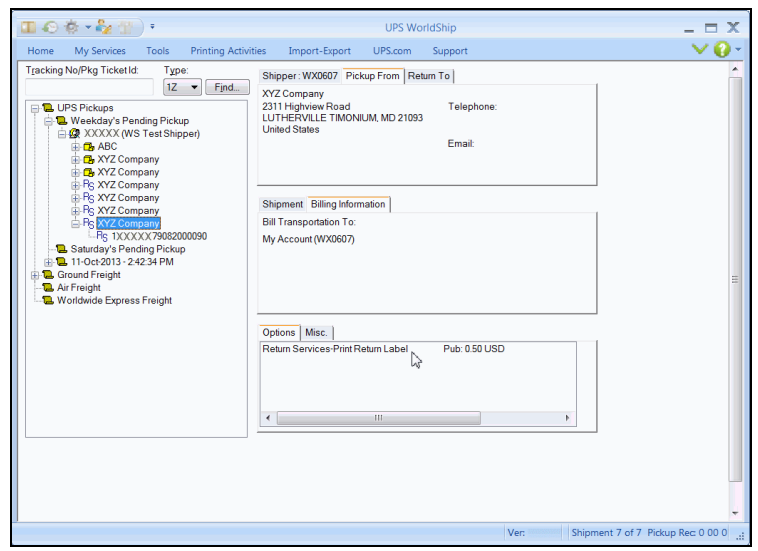 UPS WorldShip
Home My Services Tools Printing Activities Import-Export UPS.com Support
Tracking No/Pkg Ticket Id: Type:
1Z Find...
UPS Pickups
Weekday's Pending Pickup
XXXXX (WS Test Shipper)
ABC
XYZ Company
XYZ Company
XYZ Company
XYZ Company
XYZ Company
XYZ Company
1XXXXX79082000090
Saturday's Pending Pickup
11-Oct-2013 - 2:42:34 PM
Ground Freight
Air Freight
Worldwide Express Freight
Shipper : WX0607 Pickup From Return To
XYZ Company
2311 Highview Road Telephone:
LUTHERVILLE TIMONIUM, MD 21093
United States
Email:
Shipment Billing Information
Bill Transportation To:
My Account (WX0607)
Options Misc.
Return Services-Print Return Label Pub: 0.50 USD
Ver: Shipment 7 of 7 Pickup Rec: 0 00 0